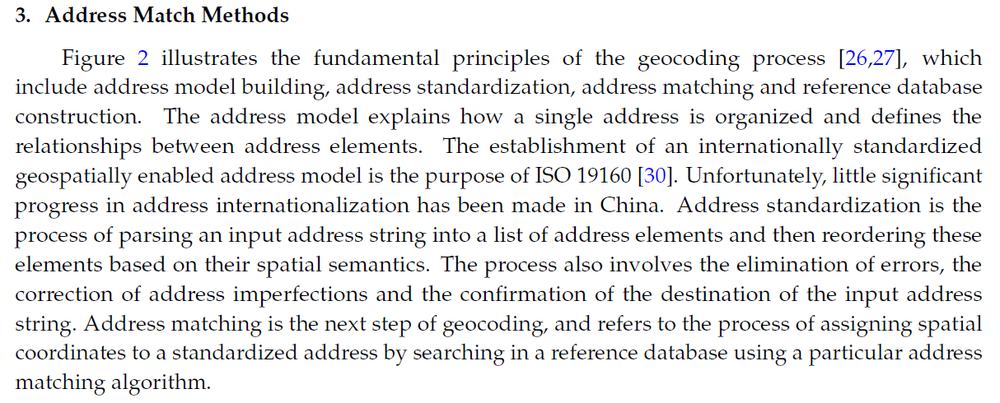 3. Address Match Methods
Figure 2 illustrates the fundamental principles of the geocoding process [26,27], which
include address model building, address standardization, address matching and reference database
construction. The address model explains how a single address is organized and defines the
relationships between address elements. The establishment of an internationally standardized
geospatially enabled address model is the purpose of ISO 19160 [30]. Unfortunately, little significant
progress in address internationalization has been made in China. Address standardization is the
process of parsing an input address string into a list of address elements and then reordering these
elements based on their spatial semantics. The process also involves the elimination of errors, the
correction of address imperfections and the confirmation of the destination of the input address
string. Address matching is the next step of geocoding, and refers to the process of assigning spatial
coordinates to a standardized address by searching in a reference database using a particular address
matching algorithm.